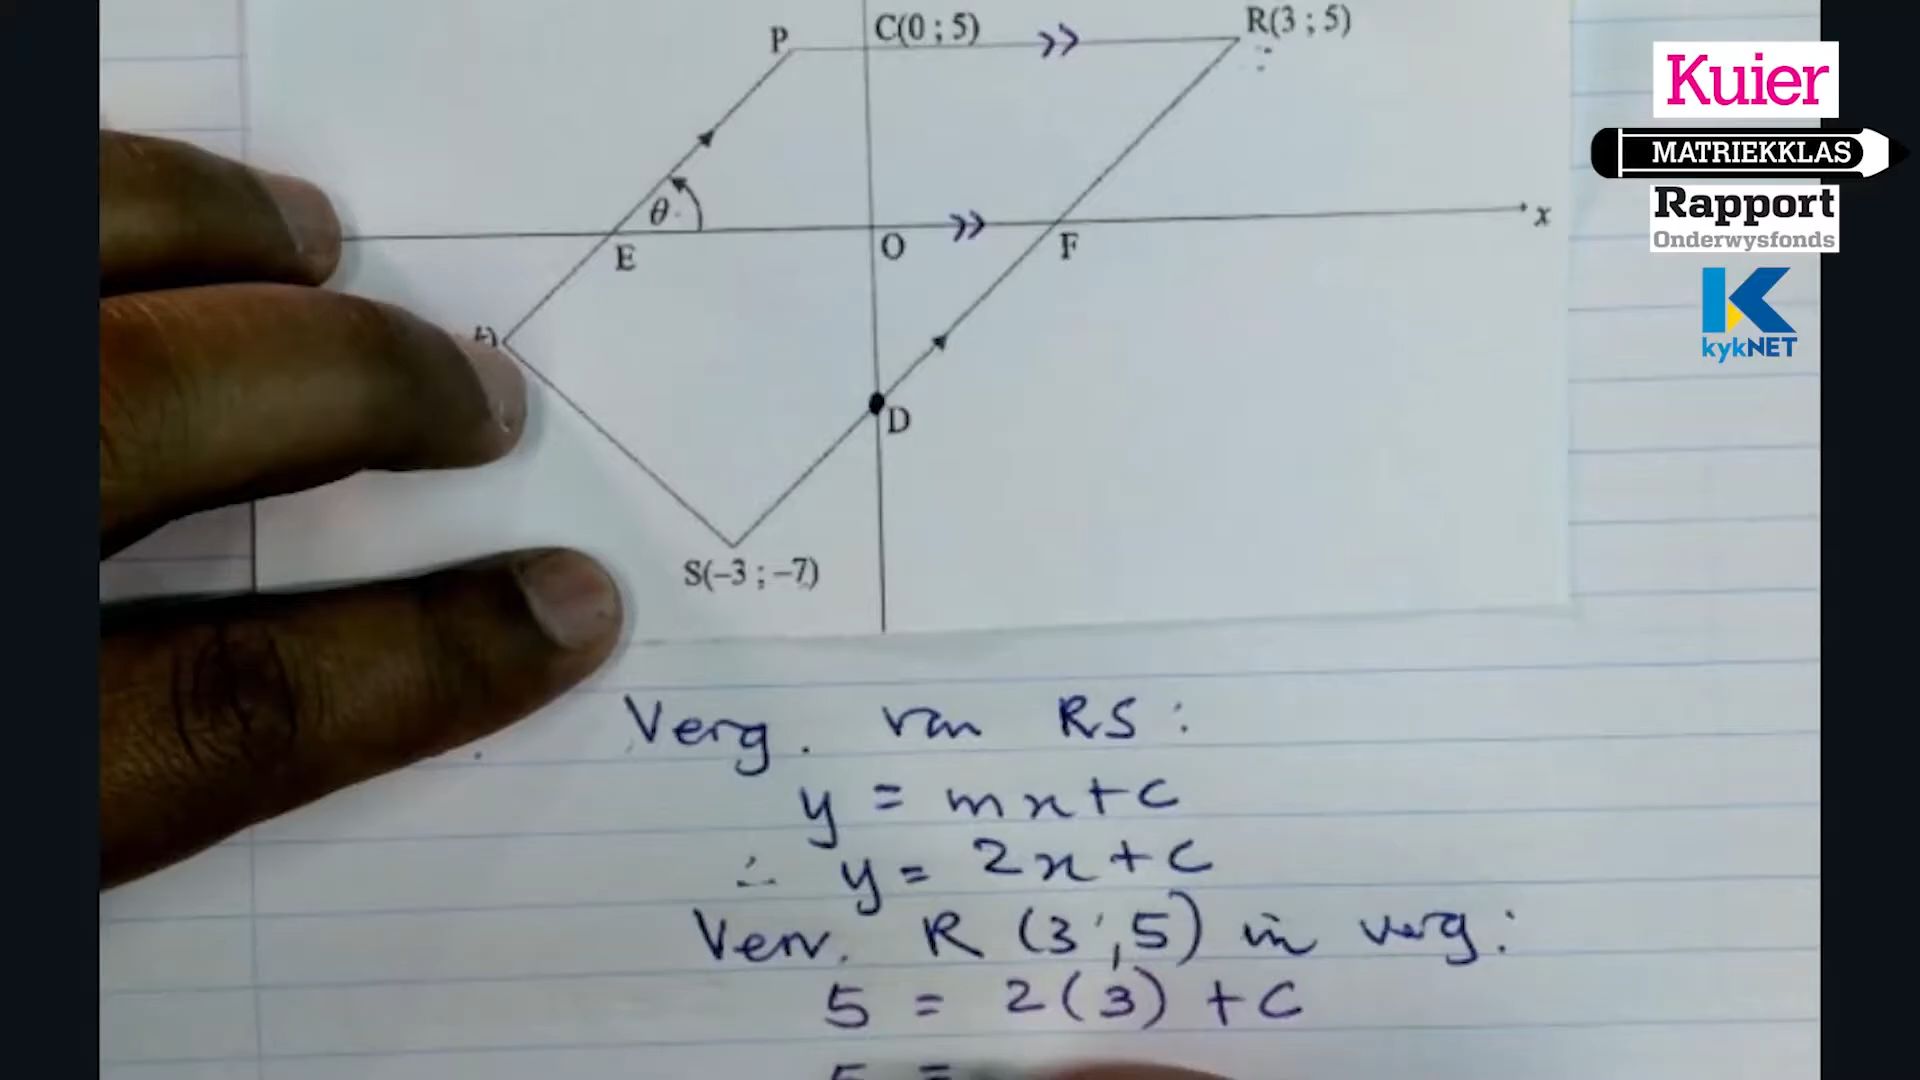 P
C(0 ; 5)
R(3 ; 5)
θ
E
O
F
x
D
S(–3 ; –7)
Verg. van RS :
y = mx + c
∴ y = 2x + c
Verv. R (3 ; 5) in verg :
5 = 2(3) + c
5 =
Kuier
MATRIEKKLAS
Rapport
Onderwysfonds
kykNET